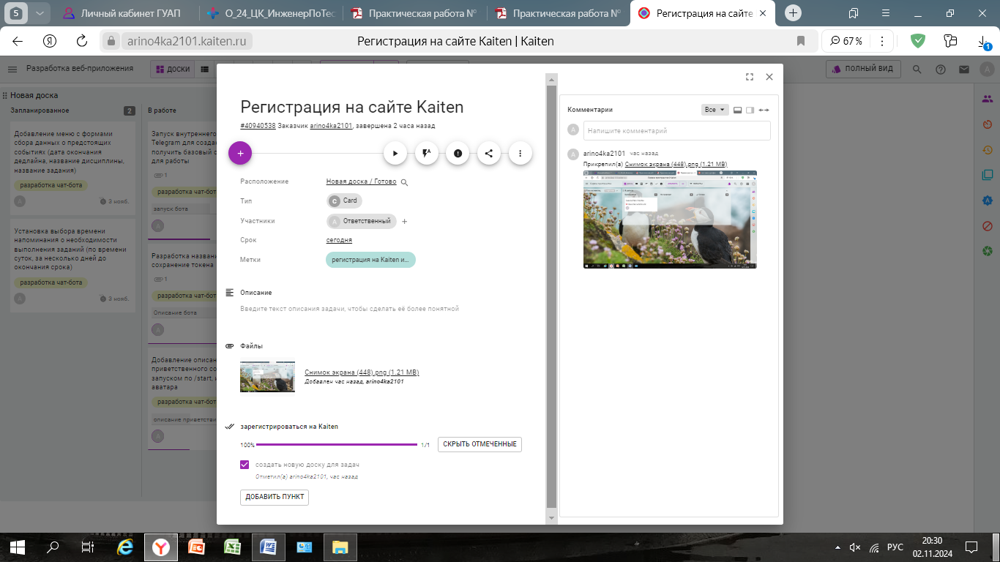 5
Личный кабинет ГУАП
О_24_ЦК_ИнженерПоТес
Практическая работа №
Практическая работа №
Регистрация на сайте
arino4ka2101.kaiten.ru
Регистрация на сайте Kaiten | Kaiten
67 %
1
Разработка веб-приложения
ДОСКИ
ПОЛНЫЙ ВИД
A
Новая доска
Запланированное
2
В работе
Добавление меню с формами
сбора данных о предстоящих
событиях (дата окончания
дедлайна, название дисциплины,
название задания)
разработка чат-бота
3 нояб.
Установка выбора времени
напоминания о необходимости
выполнения заданий (по времени
суток, за несколько дней до
окончания срока)
разработка чат-бота
3 нояб.
Запуск внутреннего
Telegram для созда
получить базовый
для работы
1
разработка чат-бот
запуск бота
Разработка назван
сохранение токена
1
разработка чат-бот
Описание бота
Добавление описан
приветственного со
запуском по /start, и
аватара
разработка чат-бот
описание приветстви
Регистрация на сайте Kaiten
#40940538 Заказчик arino4ka2101, завершена 2 часа назад
Расположение
Новая доска / Готово
Тип
C Card
Участники
A Ответственный
Срок
сегодня
Метки
регистрация на Kaiten и...
Описание
Введите текст описания задачи, чтобы сделать её более понятной
Файлы
Снимок экрана (448).png (1.21 MB)
Добавлен час назад, arino4ka2101
зарегистрироваться на Kaiten
100%
1/1
СКРЫТЬ ОТМЕЧЕННЫЕ
создать новую доску для задач
Отметил(а) arino4ka2101, час назад
ДОБАВИТЬ ПУНКТ
Комментарии
Все
A
Напишите комментарий
A
arino4ka2101 час назад
Прикрепил(а) Снимок экрана (448).png (1.21 MB)
РУС
20:30
02.11.2024